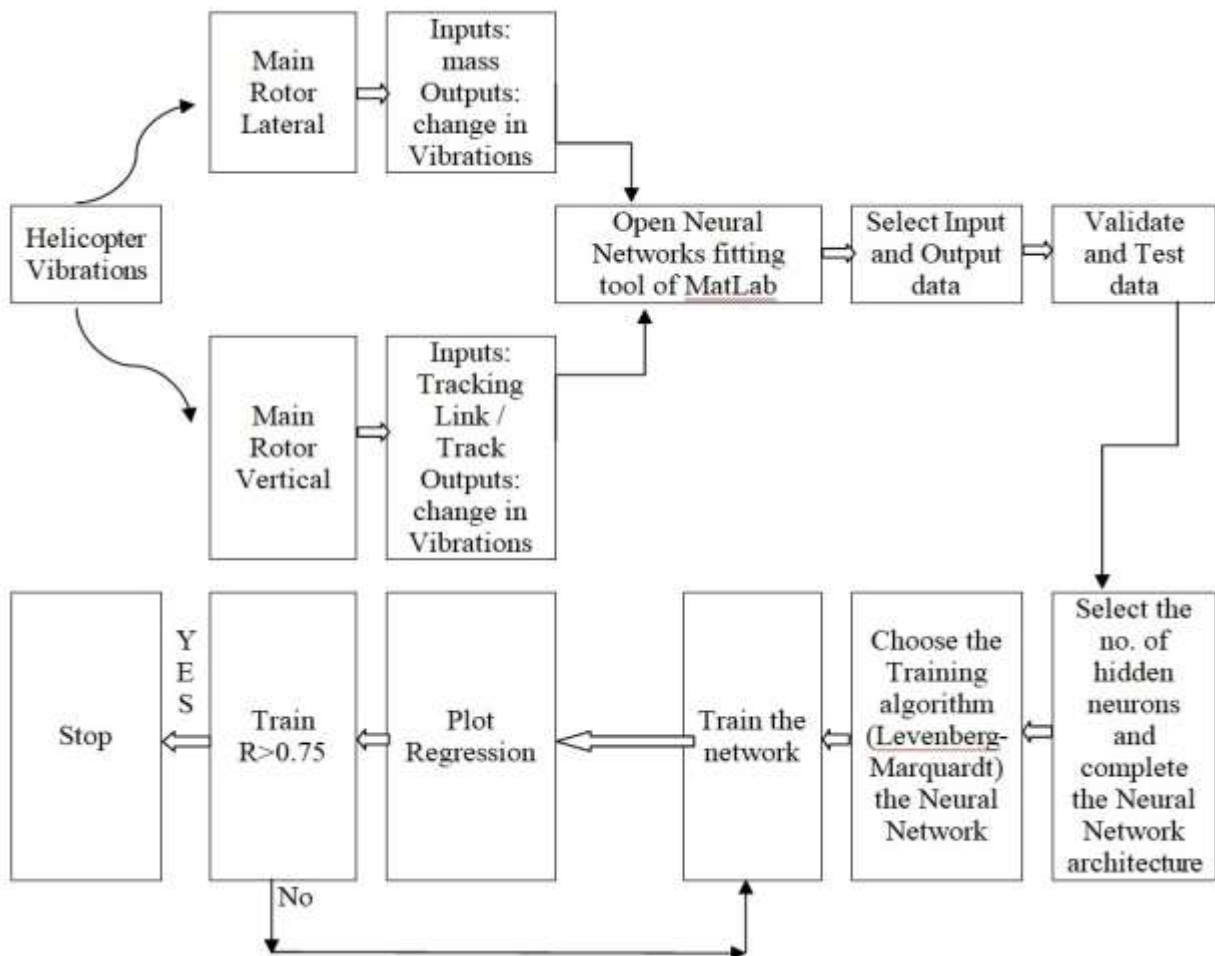 Helicopter
Vibrations
Main
Rotor
Lateral
Inputs:
mass
Outputs:
change in
Vibrations
Main
Rotor
Vertical
Inputs:
Tracking
Link /
Track
Outputs:
change in
Vibrations
Open Neural
Networks fitting
tool of MatLab
Select Input
and Output
data
Validate
and Test
data
Select the
no. of
hidden
neurons
and
complete
the Neural
Network
architecture
Choose the
Training
algorithm
(Levenberg-
Marquardt)
the Neural
Network
Train the
network
Plot
Regression
Train
R>0.75
Y
E
S
Stop
No